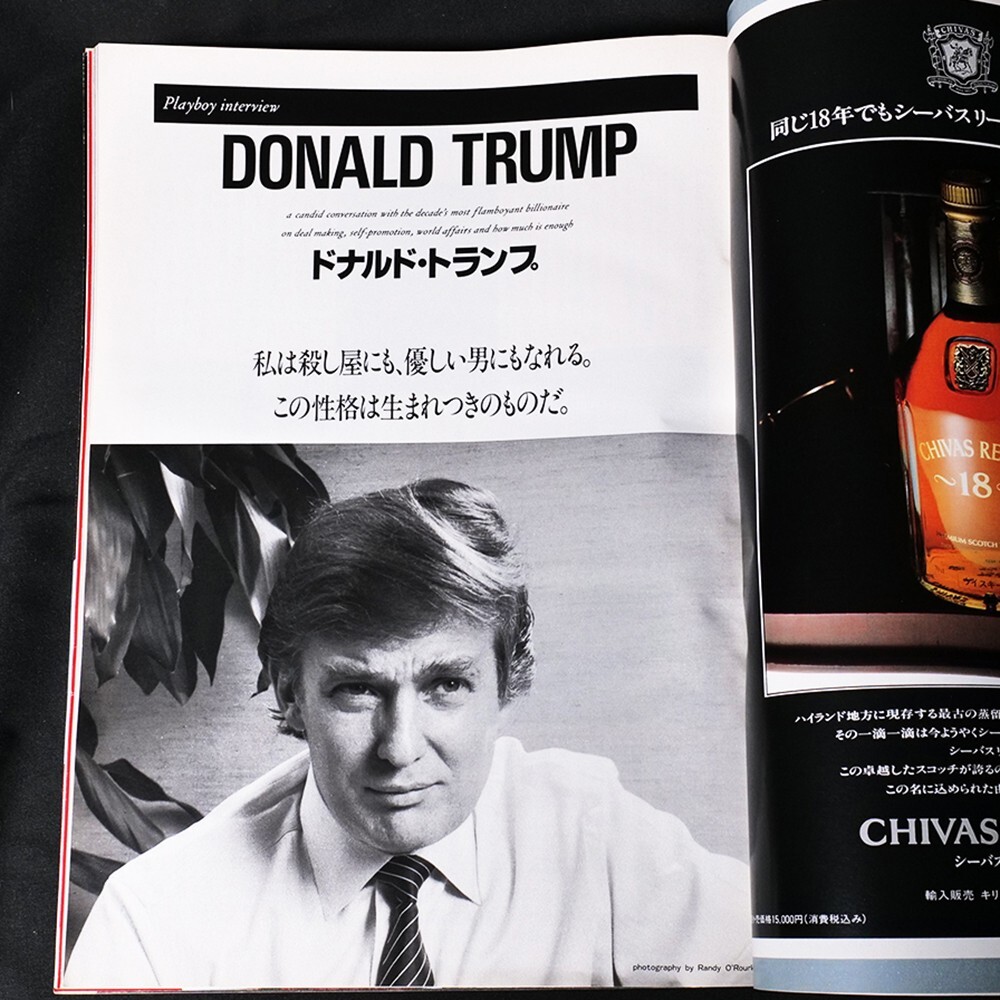 Playboy interview
DONALD TRUMP
a candid conversation with the decade's most flamboyant billionaire
on deal making, self-promotion, world affairs and how much is enough
ドナルド・トランプ。
私は殺し屋にも、優しい男にもなれる。
この性格は生まれつきのものだ。
photography by Randy O'Rour
CHIVAS
同じ18年でもシーバスリー
CHIVAS RE
18
ハイランド地方に現存する最古の蒸留
その一滴一滴は今ようやくシー
シーバス
この卓越したスコッチが誇るの
この名に込められた
CHIVAS
シーバス
輸入販売 キリ
価格15,000円(消費税込み)